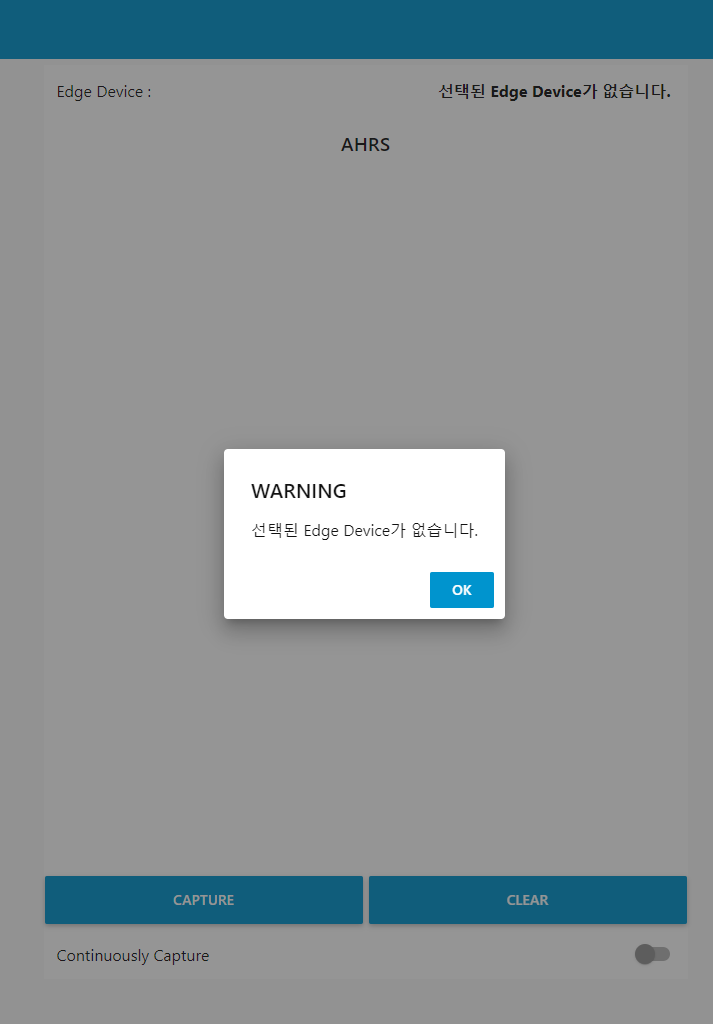 Edge Device : 선택된 Edge Device가 없습니다.
AHRS
WARNING
선택된 Edge Device가 없습니다.
OK
CAPTURE CLEAR
Continuously Capture